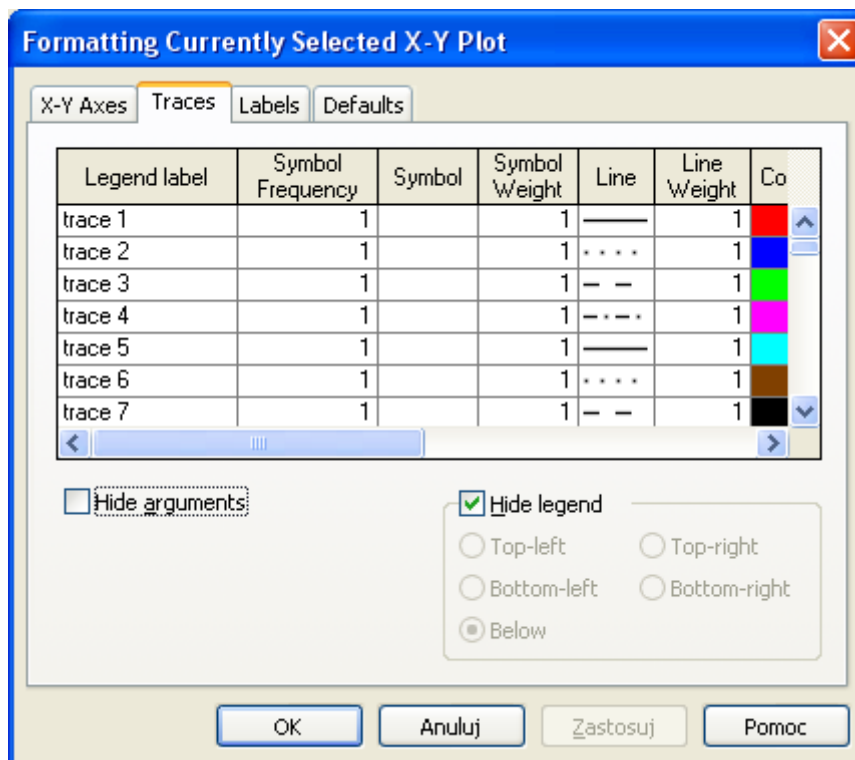 Formatting Currently Selected X-Y Plot
X-Y Axes Traces Labels Defaults
Legend label Symbol Frequency Symbol Symbol Weight Line Line Weight Co
trace 1 1 1 1
trace 2 1 1 1
trace 3 1 1 1
trace 4 1 1 1
trace 5 1 1 1
trace 6 1 1 1
trace 7 1 1 1
Hide arguments
Hide legend
Top-left Top-right
Bottom-left Bottom-right
Below
OK Anuluj Zastosuj Pomoc